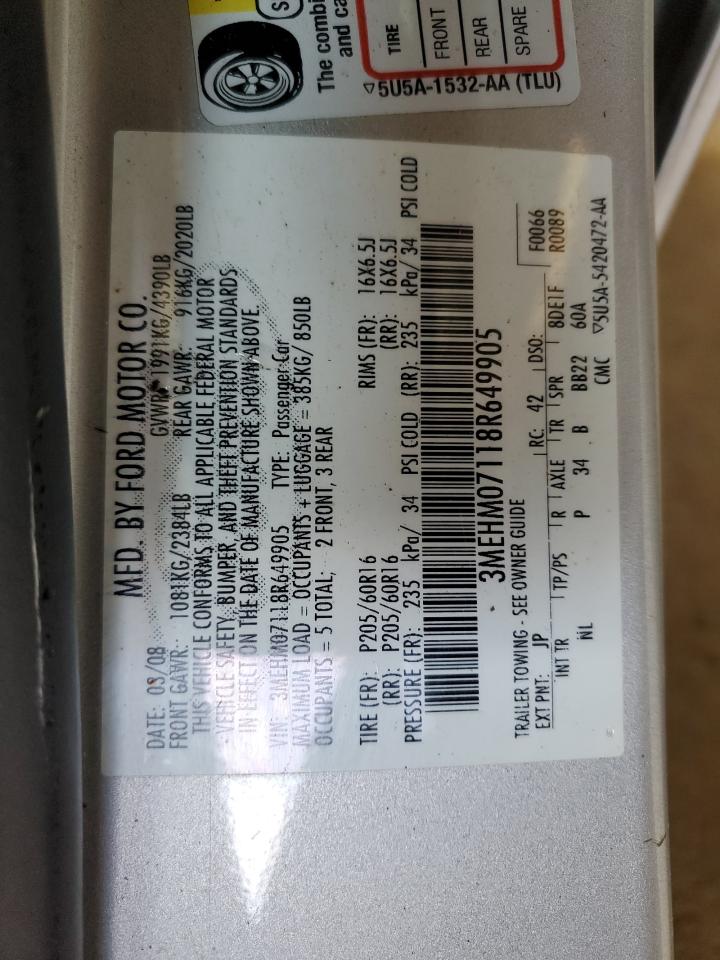 The combi
and ca
TIRE
FRONT
REAR
SPARE
5U5A-1532-AA (TLU)
MFD. BY FORD MOTOR CO.
DATE: 03/08 GVWR: 1991KG/4390LB
FRONT GAWR: 1081KG/2384LB REAR GAWR: 916KG/2020LB
THIS VEHICLE CONFORMS TO ALL APPLICABLE FEDERAL MOTOR
VEHICLE SAFETY, BUMPER, AND THEFT PREVENTION STANDARDS
IN EFFECT ON THE DATE OF MANUFACTURE SHOWN ABOVE.
VIN: 3MEHM07118R649905 TYPE: Passenger Car
MAXIMUM LOAD = OCCUPANTS + LUGGAGE = 385KG/ 850LB
OCCUPANTS = 5 TOTAL; 2 FRONT, 3 REAR
TIRE (FR): P205/60R16 RIMS (FR): 16X6.5J
(RR): P205/60R16 (RR): 16X6.5J
PRESSURE (FR): 235 kPa/ 34 PSI COLD (RR): 235 kPa/ 34 PSI COLD
3MEHM07118R649905
TRAILER TOWING - SEE OWNER GUIDE
EXT PNT: JP RC: 42 DSO: F0066
INT TR TP/PS R AXLE TR SPR 8DE1F R0089
NL P 34 B BB22 60A
CMC 5U5A-5420472-AA